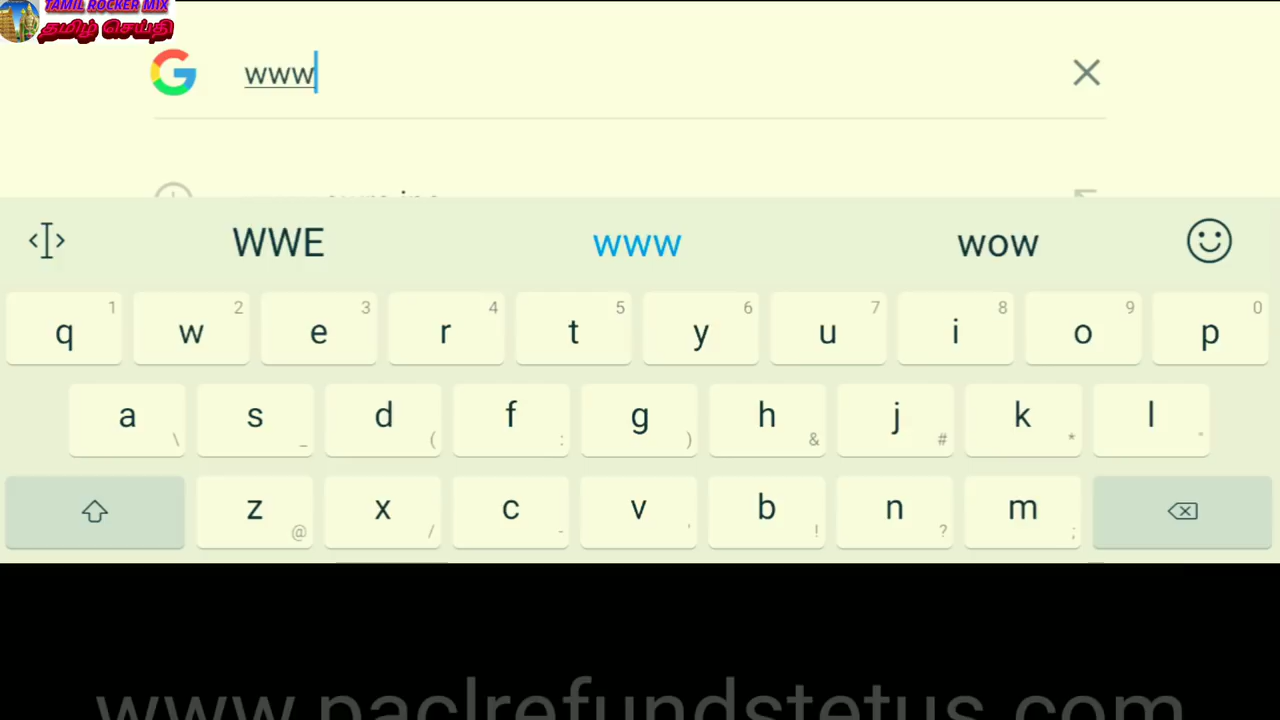 TAMIL ROCKER MIX
தமிழ் செய்தி
www
WWE www wow
1 2 3 4 5 6 7 8 9 0
q w e r t y u i o p
a s d f g h j k l
\ _ ( : ) & # * "
z x c v b n m
@ / - ' ! ? ;
www.paclrefundstetus.com